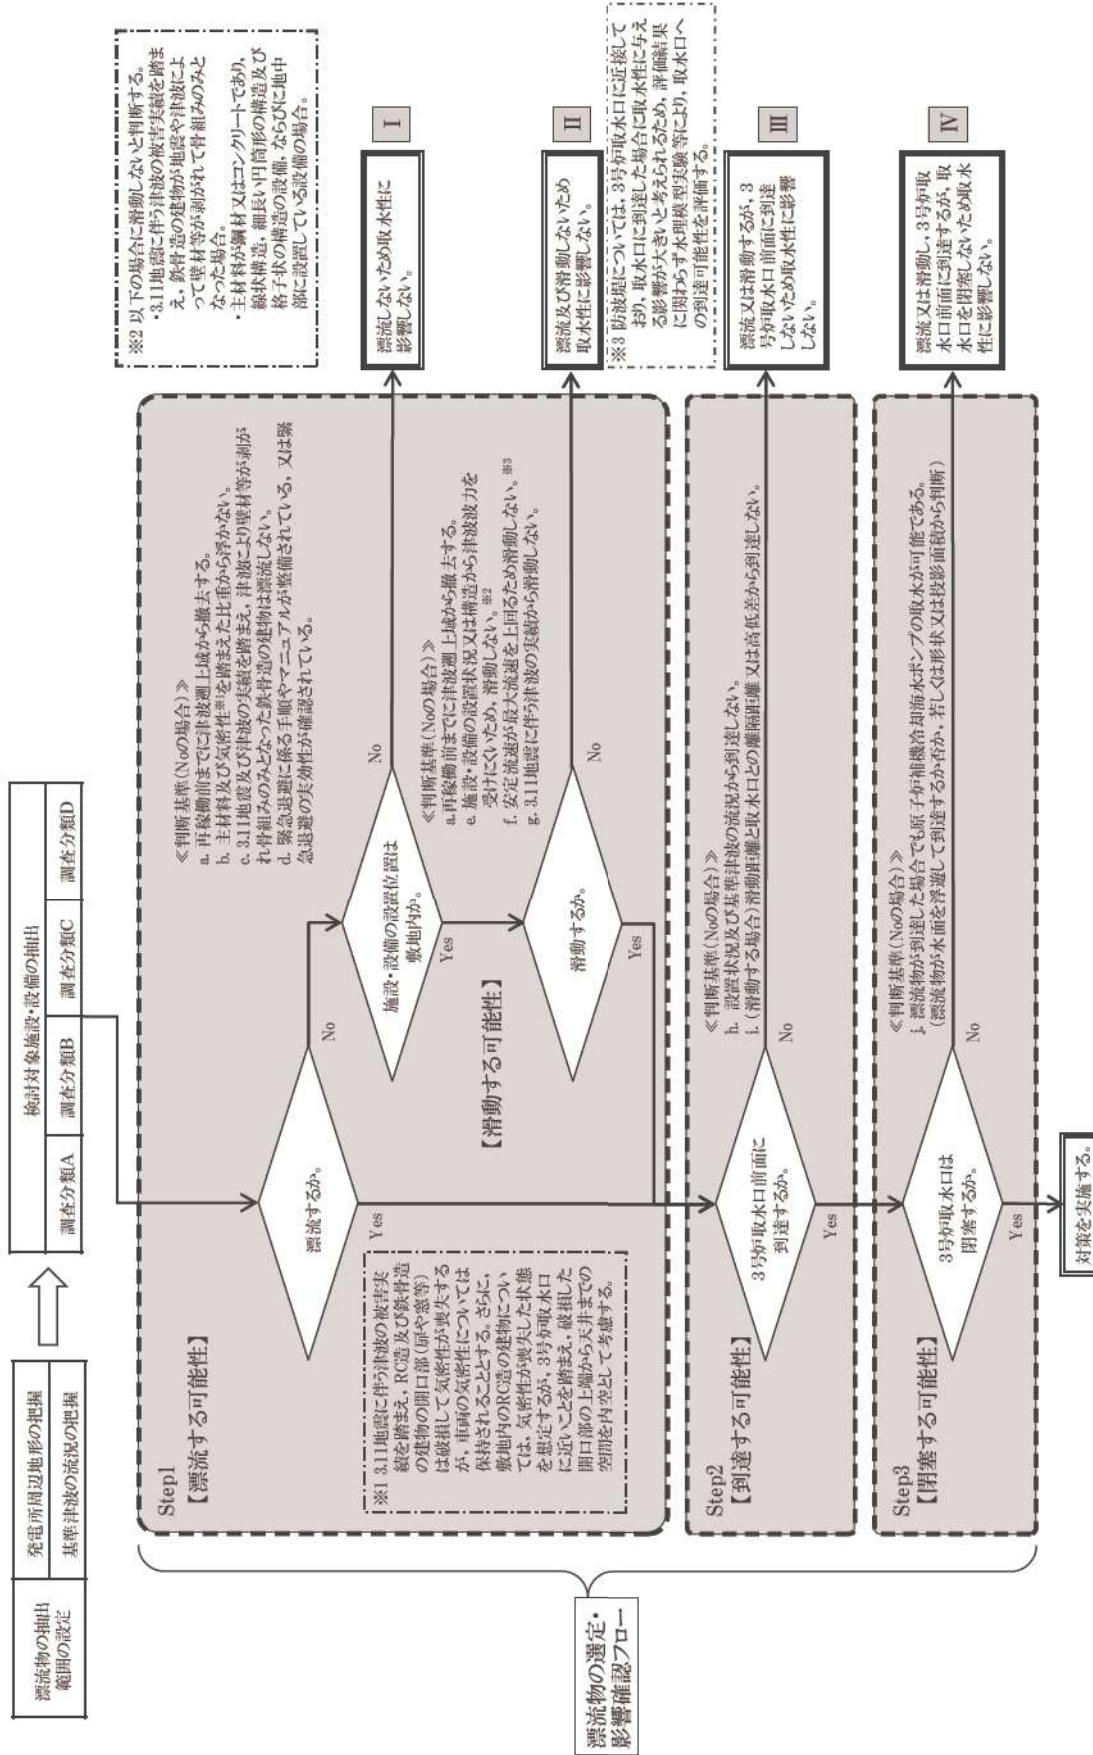 漂流物の抽出
範囲の設定
発電所周辺地形の把握
基準津波の流況の把握
検討対象施設・設備の抽出
調査分類A
調査分類B
調査分類C
調査分類D
漂流物の選定・
影響確認フロー
Step1
【漂流する可能性】
漂流するか。
No
Yes
※1 3.11地震に伴う津波の被害実
績を踏まえ，RC造及び鉄骨造
の建物の開口部（扉や窓等）
は破損して気密性が喪失する
が，車両の気密性については
保持されることとする。さらに，
敷地内のRC造の建物につい
ては，気密性が喪失した状態
を想定するが，3号炉取水口
に近いことを踏まえ，破損した
開口部の上端から天井までの
空間を内空として考慮する。
≪判断基準（Noの場合）≫
a. 再稼働前までに津波遡上域から撤去する。
b. 主材料及び気密性※1を踏まえた比重から浮かない。
c. 3.11地震及び津波の実績を踏まえ，津波により壁材等が剥が
れ骨組みのみとなった鉄骨造の建物は漂流しない。
d. 緊急退避に係る手順やマニュアルが整備されている，又は緊
急退避の実効性が確認されている。
施設・設備の設置位置は
敷地内か。
No
Yes
【滑動する可能性】
滑動するか。
No
Yes
≪判断基準（Noの場合）≫
a. 再稼働前までに津波遡上域から撤去する。
e. 施設・設備の設置状況又は構造から津波波力を
受けにくいため，滑動しない。※2
f. 安定流速が最大流速を上回るため滑動しない。※3
g. 3.11地震に伴う津波の実績から滑動しない。
※2 以下の場合に滑動しないと判断する。
・3.11地震に伴う津波の被害実績を踏ま
え，鉄骨造の建物が地震や津波によ
って壁材等が剥がれて骨組みのみと
なった場合。
・主材料が鋼材又はコンクリートであり，
線状構造，細長い円筒形の構造及び
格子状の構造の設備，ならびに地中
部に設置している設備の場合。
漂流しないため取水性に
影響しない。
I
漂流及び滑動しないため
取水性に影響しない。
II
※3 防波堤については，3号炉取水口に近接して
おり，取水口に到達した場合に取水性に与え
る影響が大きいと考えられるため，評価結果
に関わらず水理模型実験等により，取水口へ
の到達可能性を評価する。
Step2
【到達する可能性】
3号炉取水口前面に
到達するか。
No
Yes
≪判断基準（Noの場合）≫
h. 設置状況及び基準津波の流況から到達しない。
i. （滑動する場合）滑動距離と取水口との離隔距離又は高低差から到達しない。
漂流又は滑動するが，3
号炉取水口前面に到達
しないため取水性に影響
しない。
III
Step3
【閉塞する可能性】
3号炉取水口は
閉塞するか。
No
Yes
≪判断基準（Noの場合）≫
j. 漂流物が到達した場合でも原子炉補機冷却海水ポンプの取水が可能である。
（漂流物が水面を浮遊して到達するか否か，若しくは形状又は投影面積から判断）
漂流又は滑動し，3号炉取
水口前面に到達するが，取
水口を閉塞しないため取水
性に影響しない。
IV
対策を実施する。